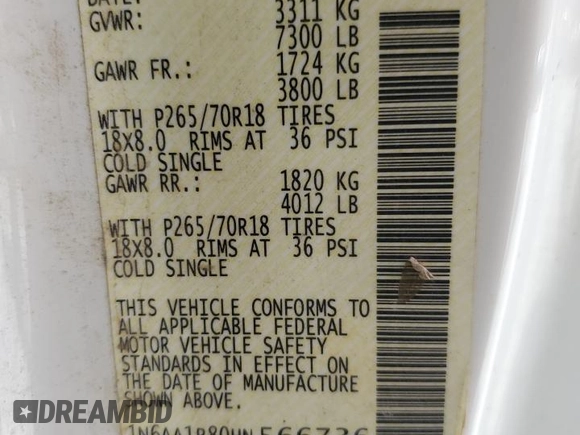 DATE:
GVWR: 3311 KG
7300 LB
GAWR FR.: 1724 KG
3800 LB
WITH P265/70R18 TIRES
18X8.0 RIMS AT 36 PSI
COLD SINGLE
GAWR RR.: 1820 KG
4012 LB
WITH P265/70R18 TIRES
18X8.0 RIMS AT 36 PSI
COLD SINGLE
THIS VEHICLE CONFORMS TO
ALL APPLICABLE FEDERAL
MOTOR VEHICLE SAFETY
STANDARDS IN EFFECT ON
THE DATE OF MANUFACTURE
SHOWN ABOVE.
DREAMBID